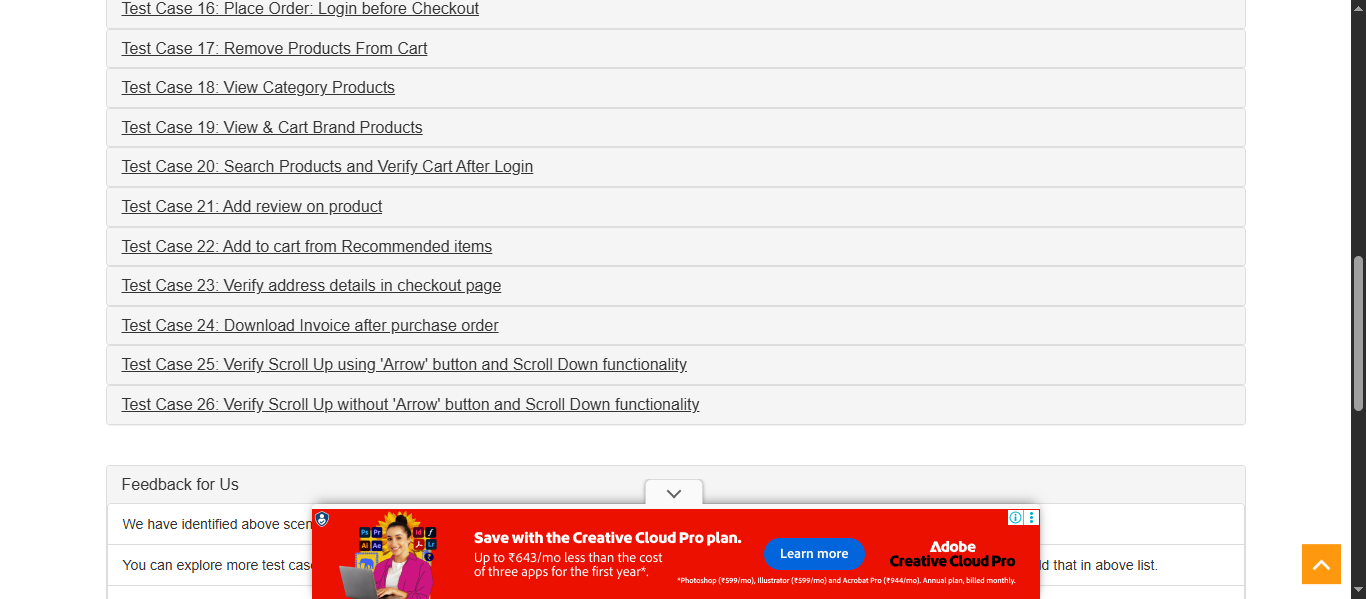 Test Case 16: Place Order: Login before Checkout
Test Case 17: Remove Products From Cart
Test Case 18: View Category Products
Test Case 19: View & Cart Brand Products
Test Case 20: Search Products and Verify Cart After Login
Test Case 21: Add review on product
Test Case 22: Add to cart from Recommended items
Test Case 23: Verify address details in checkout page
Test Case 24: Download Invoice after purchase order
Test Case 25: Verify Scroll Up using 'Arrow' button and Scroll Down functionality
Test Case 26: Verify Scroll Up without 'Arrow' button and Scroll Down functionality
Feedback for Us
We have identified above scen
You can explore more test cas
d that in above list.
Ps Pr Id f
Ai Ae Lr
Save with the Creative Cloud Pro plan.
Up to ₹643/mo less than the cost
of three apps for the first year*.
Learn more
Adobe
Creative Cloud Pro
*Photoshop (₹599/mo), Illustrator (₹599/mo) and Acrobat Pro (₹944/mo). Annual plan, billed monthly.